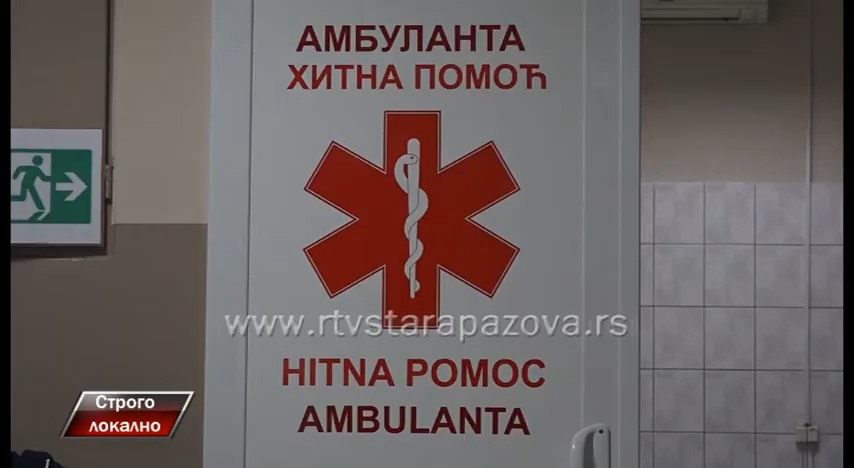 АМБУЛАНТА
ХИТНА ПОМОЋ
www.rtvstarapazova.rs
HITNA POMOC
AMBULANTA
Строго
локално